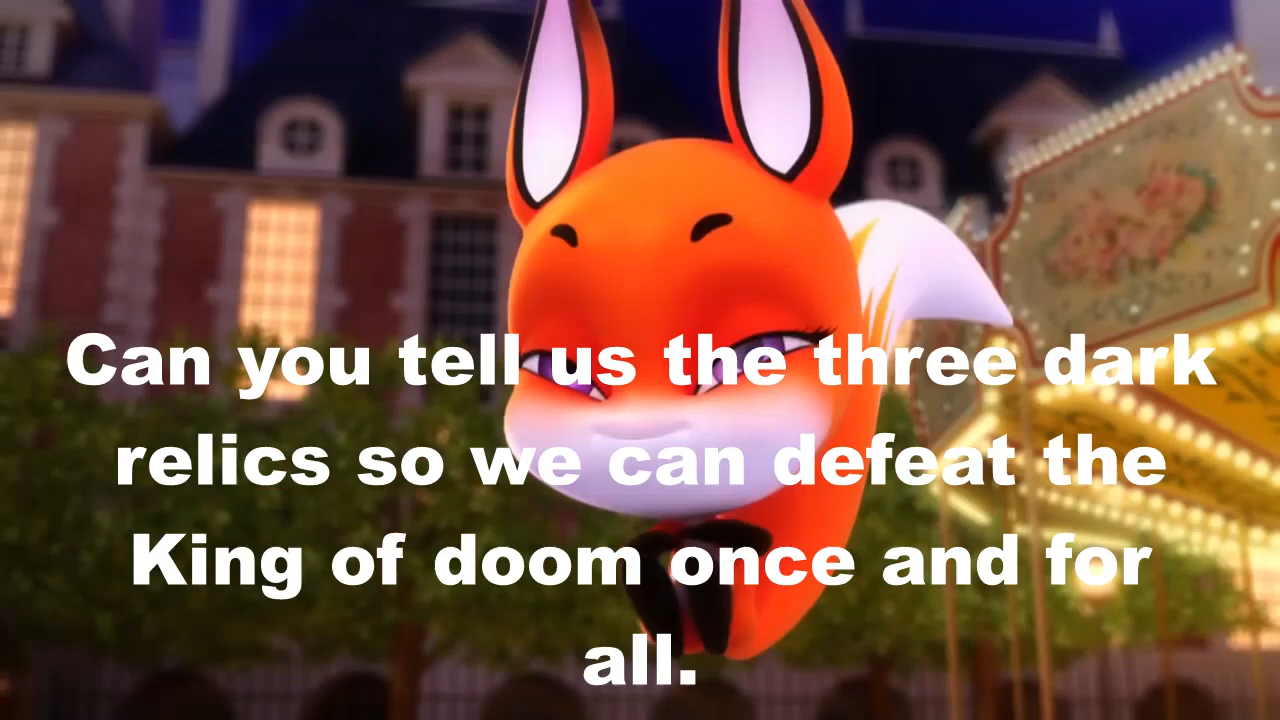 Can you tell us the three dark
relics so we can defeat the
King of doom once and for
all.